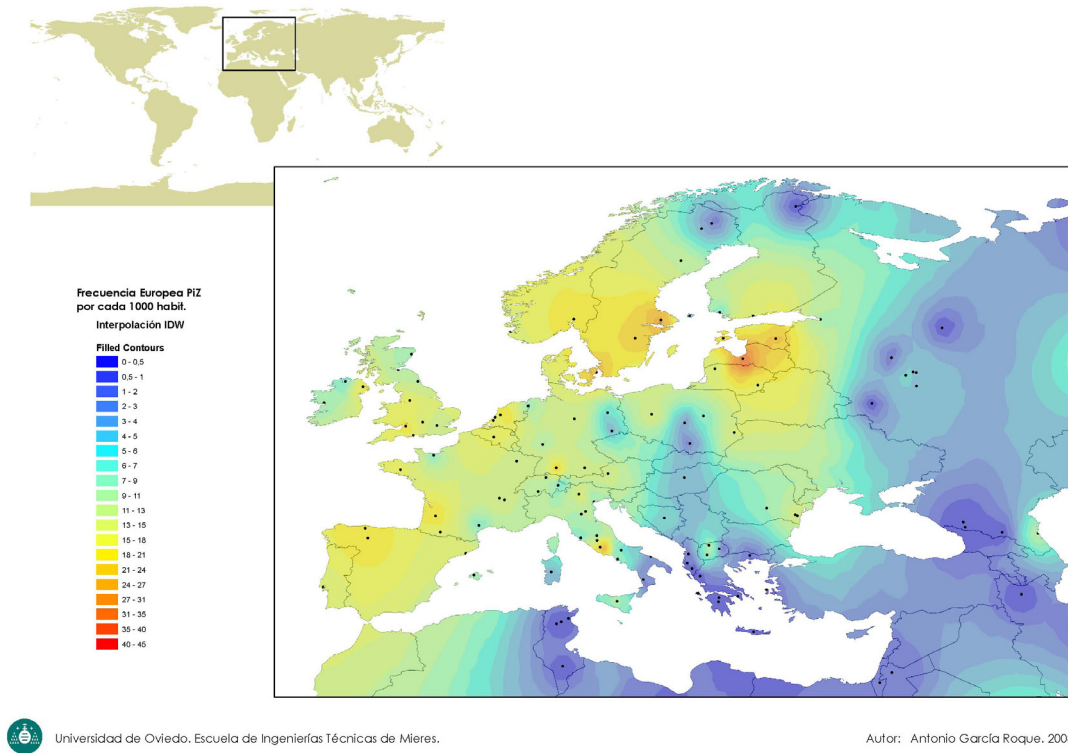 Frecuencia Europea PiZ
por cada 1000 habit.
Interpolación IDW
Filled Contours
0 - 0,5
0,5 - 1
1 - 2
2 - 3
3 - 4
4 - 5
5 - 6
6 - 7
7 - 9
9 - 11
11 - 13
13 - 15
15 - 18
18 - 21
21 - 24
24 - 27
27 - 31
31 - 35
35 - 40
40 - 45
Universidad de Oviedo. Escuela de Ingenierías Técnicas de Mieres.
Autor: Antonio García Roque.